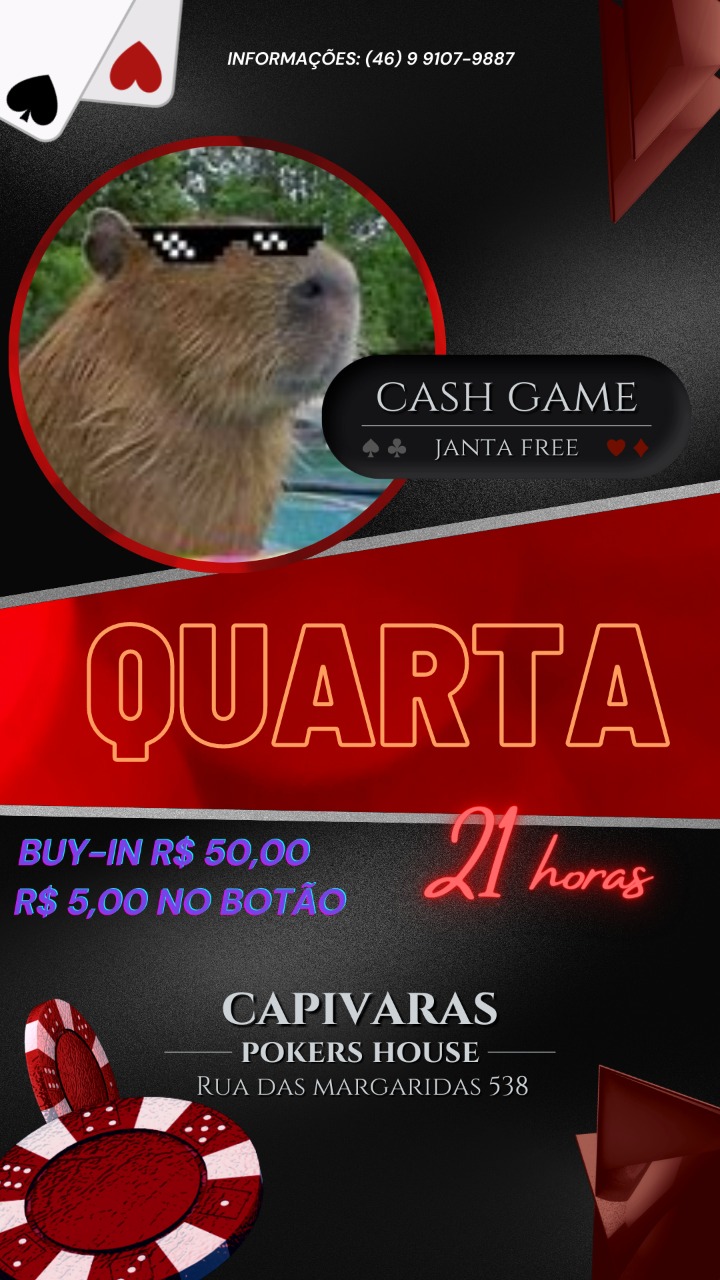 INFORMAÇÕES: (46) 9 9107-9887
CASH GAME
JANTA FREE
QUARTA
21 horas
BUY-IN R$ 50,00
R$ 5,00 NO BOTÃO
CAPIVARAS
POKERS HOUSE
RUA DAS MARGARIDAS 538